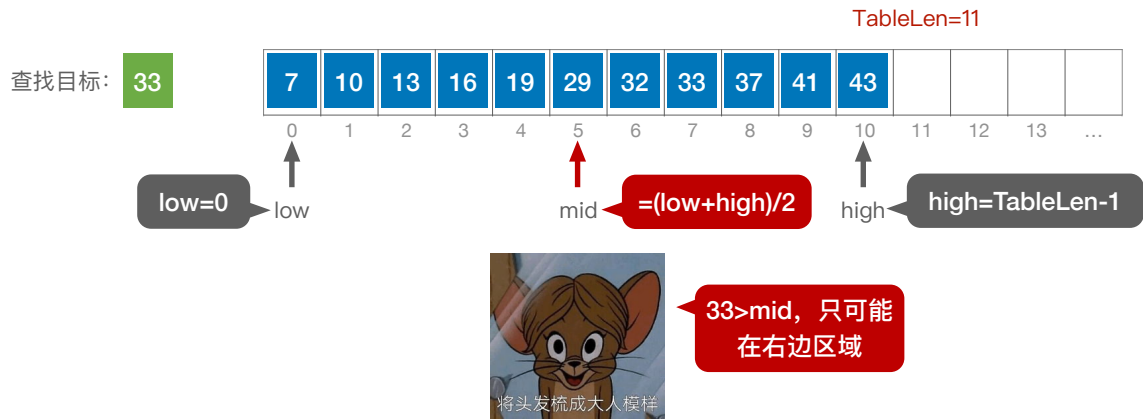 TableLen=11
查找目标： 33
7 10 13 16 19 29 32 33 37 41 43
0 1 2 3 4 5 6 7 8 9 10 11 12 13 ...
low=0 low mid =(low+high)/2 high high=TableLen-1
33>mid，只可能
在右边区域
将头发梳成大人模样